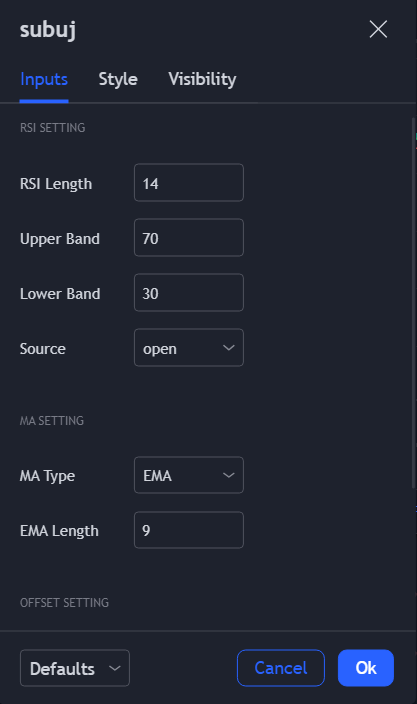 subuj
Inputs Style Visibility
RSI SETTING
RSI Length 14
Upper Band 70
Lower Band 30
Source open
MA SETTING
MA Type EMA
EMA Length 9
OFFSET SETTING
Defaults Cancel Ok